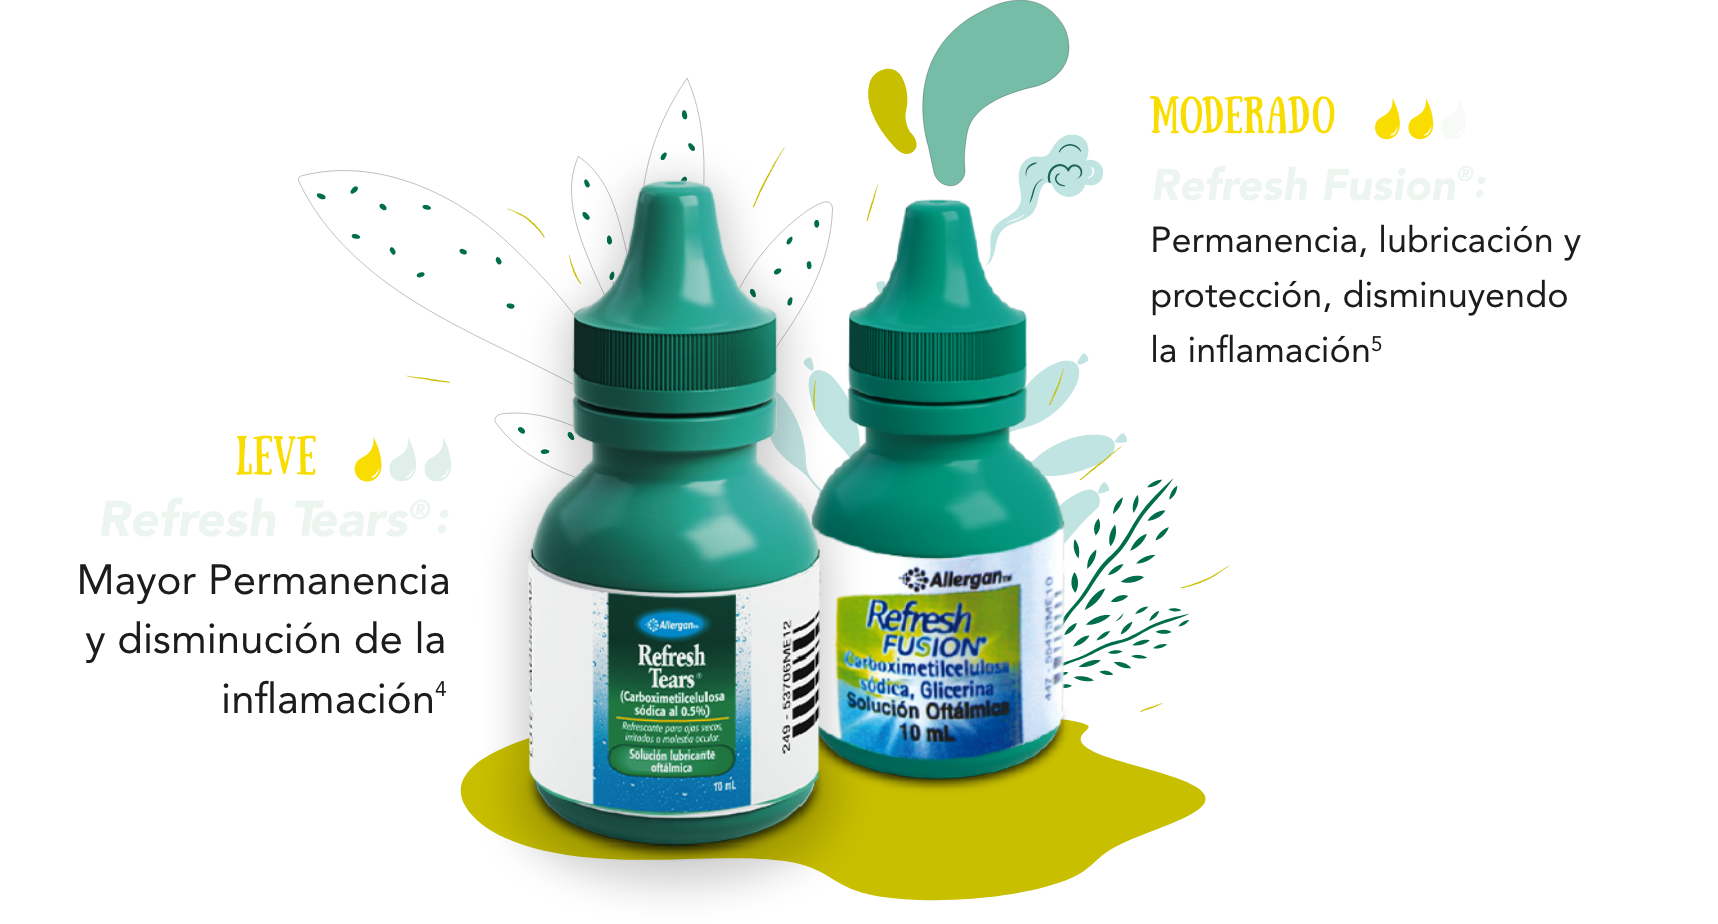 MODERADO
Refresh Fusion®:
Permanencia, lubricación y
protección, disminuyendo
la inflamación5
LEVE
Refresh Tears®:
Mayor Permanencia
y disminución de la
inflamación4
Allergan
Refresh
Tears®
(Carboximetilcelulosa
sódica al 0.5%)
Refrescante para ojos secos,
irritados o molestia ocular.
Solución lubricante
oftálmica
10 mL
249 - 53706ME12
Allergan™
Refresh
FUSION®
(Carboximetilcelulosa
sódica, Glicerina
Solución Oftálmica
10 mL